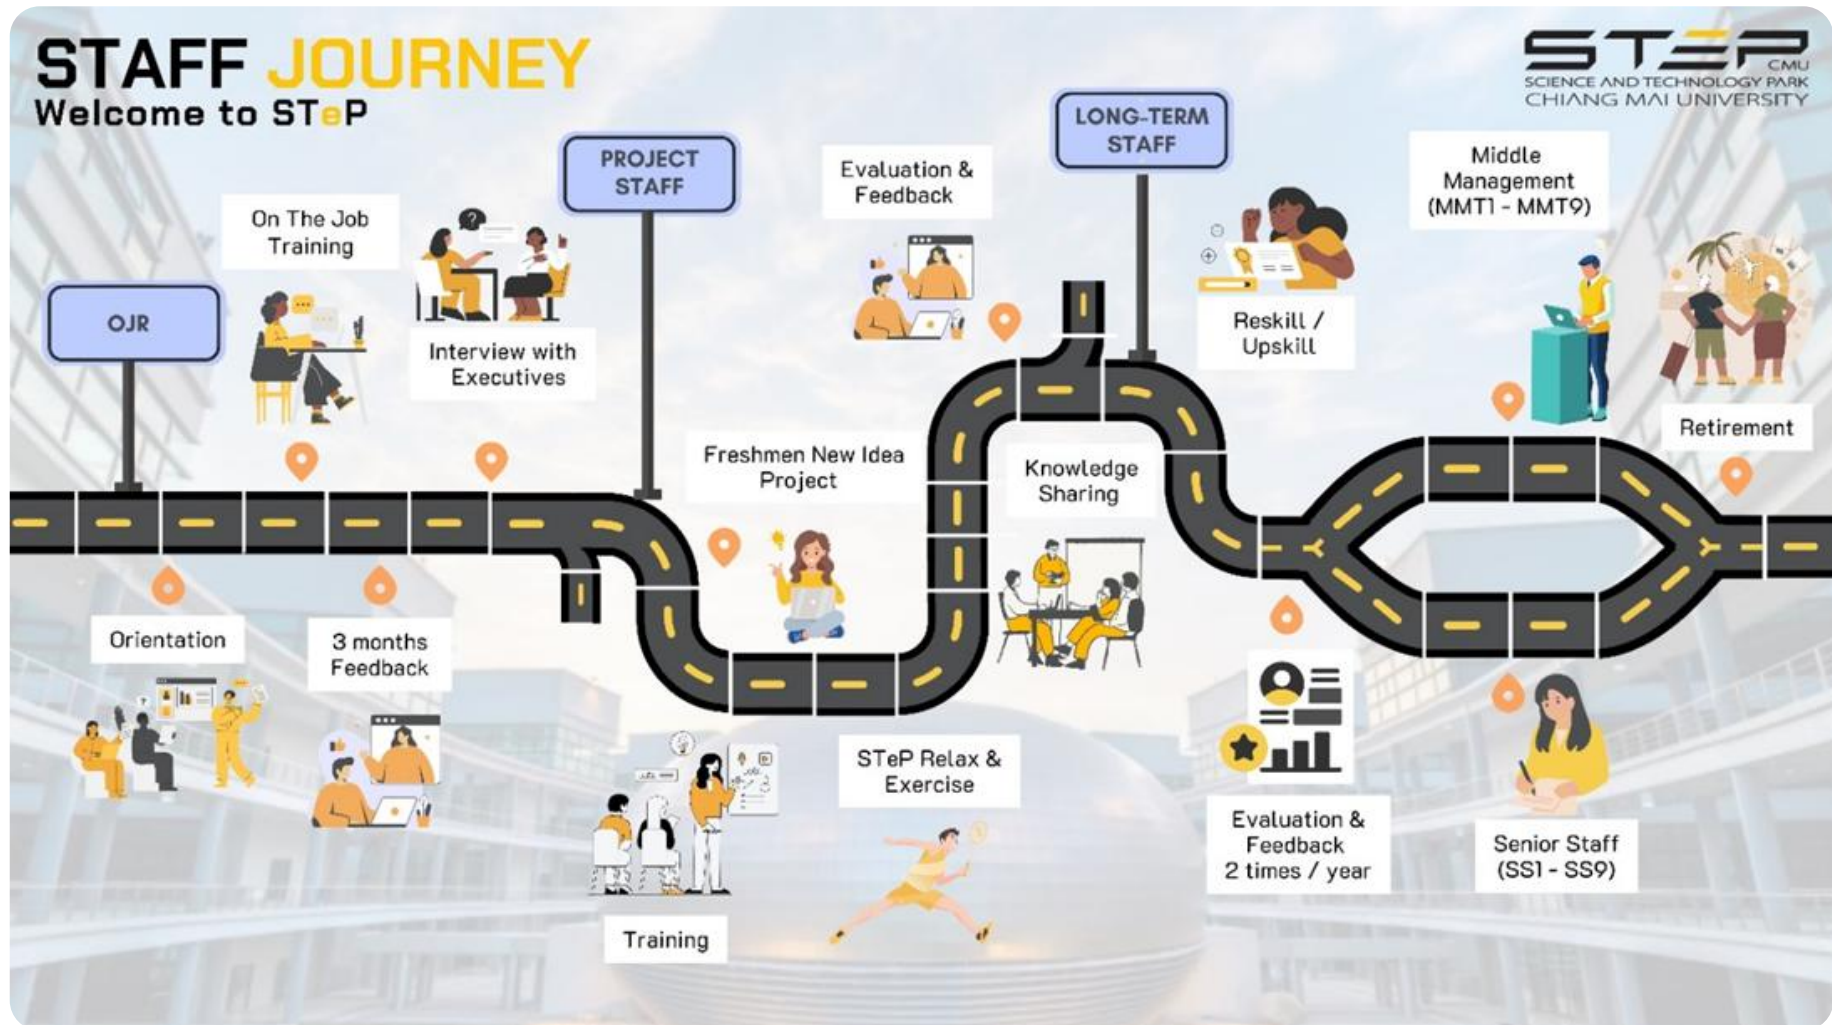 STAFF JOURNEY
Welcome to STeP
STEP
CMU
SCIENCE AND TECHNOLOGY PARK
CHIANG MAI UNIVERSITY
OJR
On The Job
Training
Interview with
Executives
Orientation
3 months
Feedback
PROJECT
STAFF
Freshmen New Idea
Project
Training
STeP Relax &
Exercise
Evaluation &
Feedback
Knowledge
Sharing
LONG-TERM
STAFF
Reskill /
Upskill
Evaluation &
Feedback
2 times / year
Middle
Management
(MMT1 - MMT9)
Senior Staff
(SS1 - SS9)
Retirement